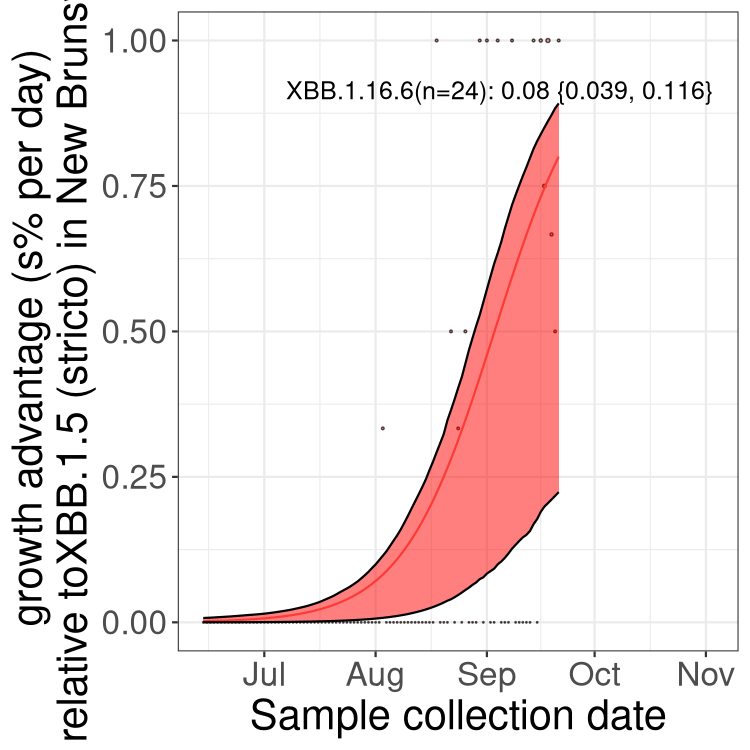 growth advantage (s% per day)
relative toXBB.1.5 (stricto) in New
1.00
0.75
0.50
0.25
0.00
XBB.1.16.6(n=24): 0.08 {0.039, 0.116}
Jul Aug Sep Oct Nov
Sample collection date